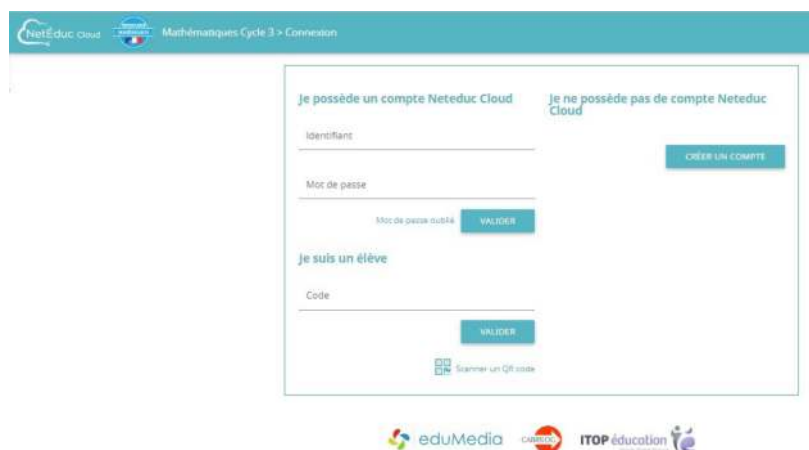 NetÉduc Cloud
Mathématiques Cycle 3 > Connexion
Je possède un compte Neteduc Cloud
Identifiant
Mot de passe
Mot de passe oublié
VALIDER
Je suis un élève
Code
VALIDER
Scanner un QR code
Je ne possède pas de compte Neteduc
Cloud
CRÉER UN COMPTE
eduMedia
ITOP éducation